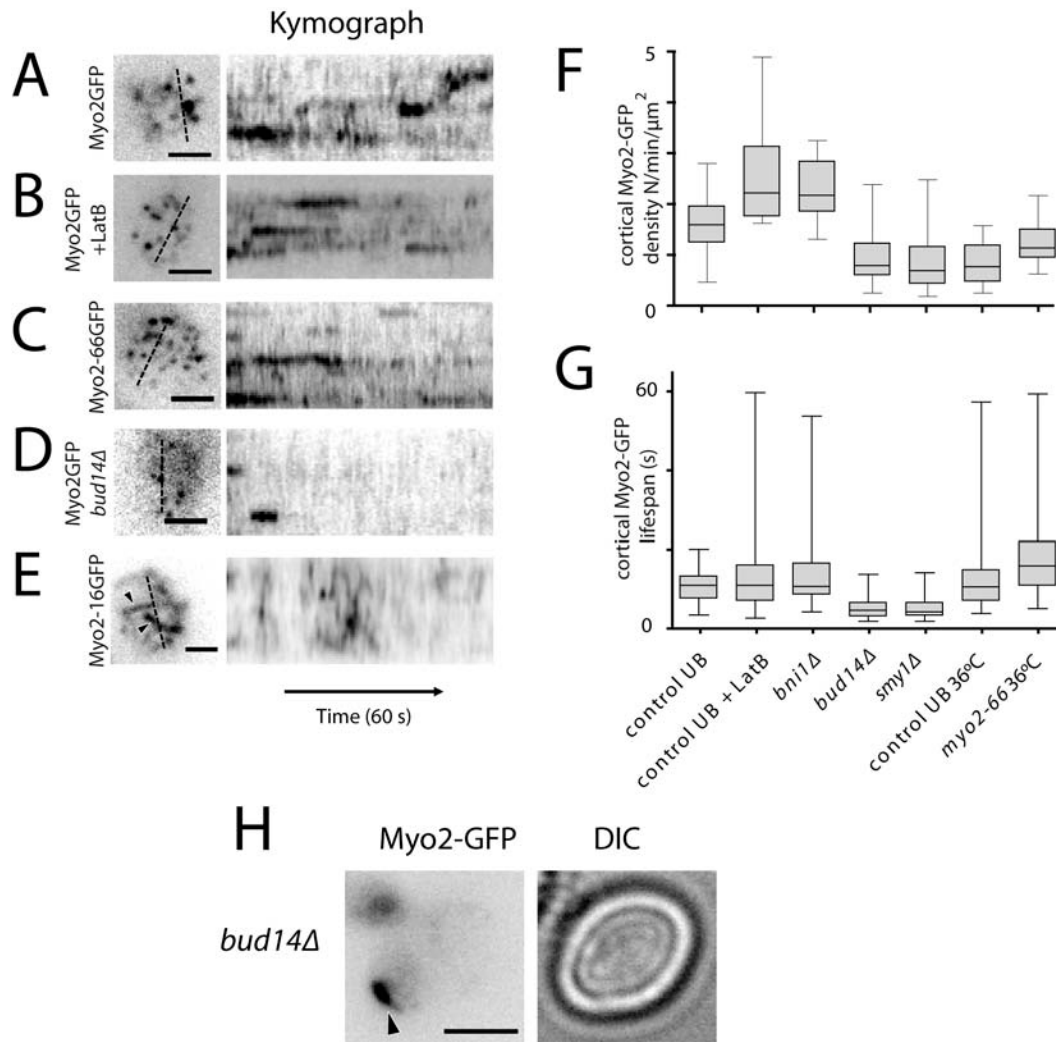 Kymograph
A
Myo2GFP
B
Myo2GFP
+LatB
C
Myo2-66GFP
D
Myo2GFP
bud14Δ
E
Myo2-16GFP
Time (60 s)
F
cortical Myo2-GFP
density N/min/μm²
5
0
G
cortical Myo2-GFP
lifespan (s)
60
0
control UB
control UB + LatB
bni1Δ
bud14Δ
smy1Δ
control UB 36ºC
myo2-66 36ºC
H
Myo2-GFP
DIC
bud14Δ